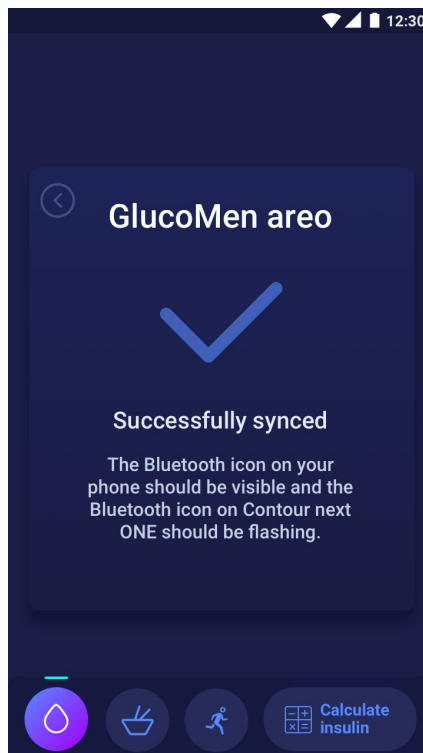 12:30
GlucoMen areo
Successfully synced
The Bluetooth icon on your
phone should be visible and the
Bluetooth icon on Contour next
ONE should be flashing.
Calculate
insulin